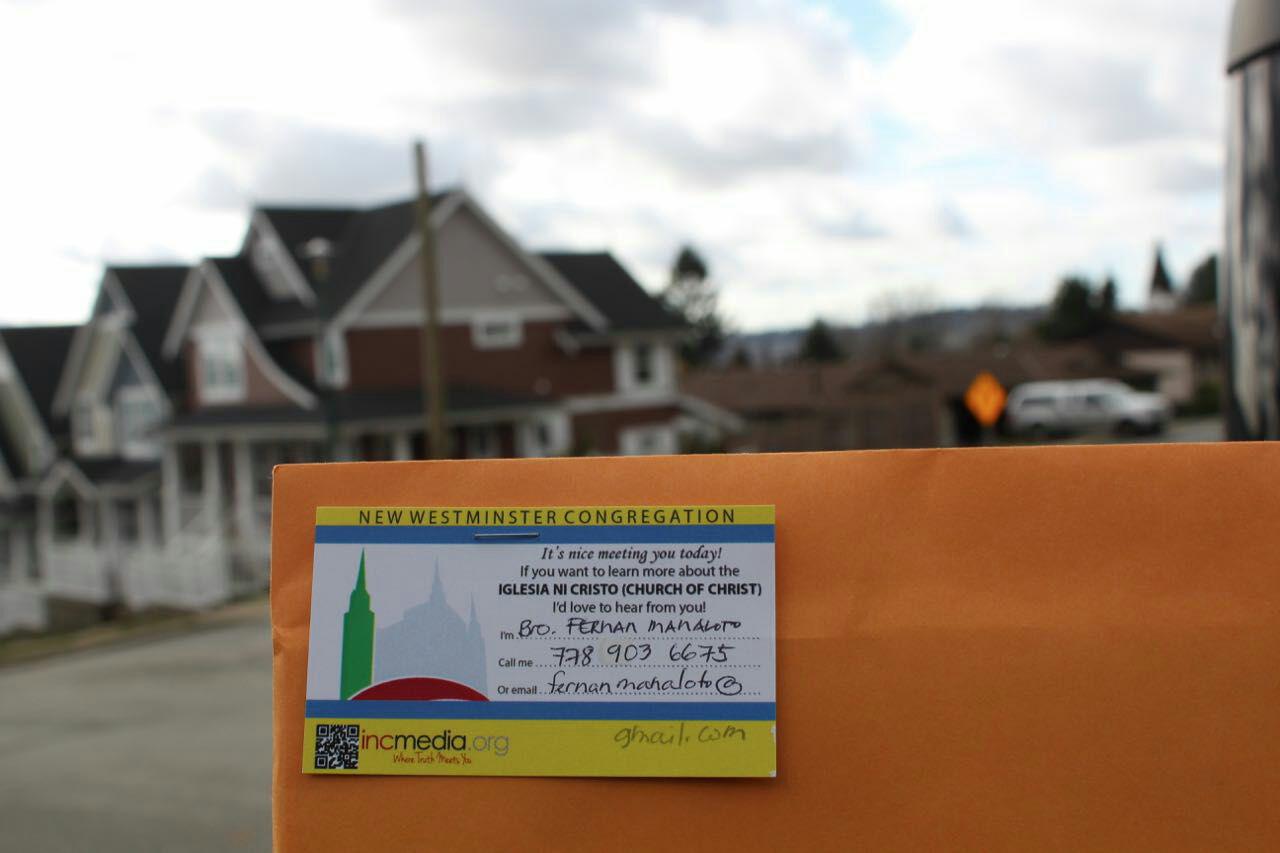 NEW WESTMINSTER CONGREGATION
It's nice meeting you today!
If you want to learn more about the
IGLESIA NI CRISTO (CHURCH OF CHRIST)
I'd love to hear from you!
I'm Bro. FERNAN MANALOTO
Call me 778 903 6675
Or email fernanmanaloto@
gmail.com
incmedia.org
Where Truth Meets You